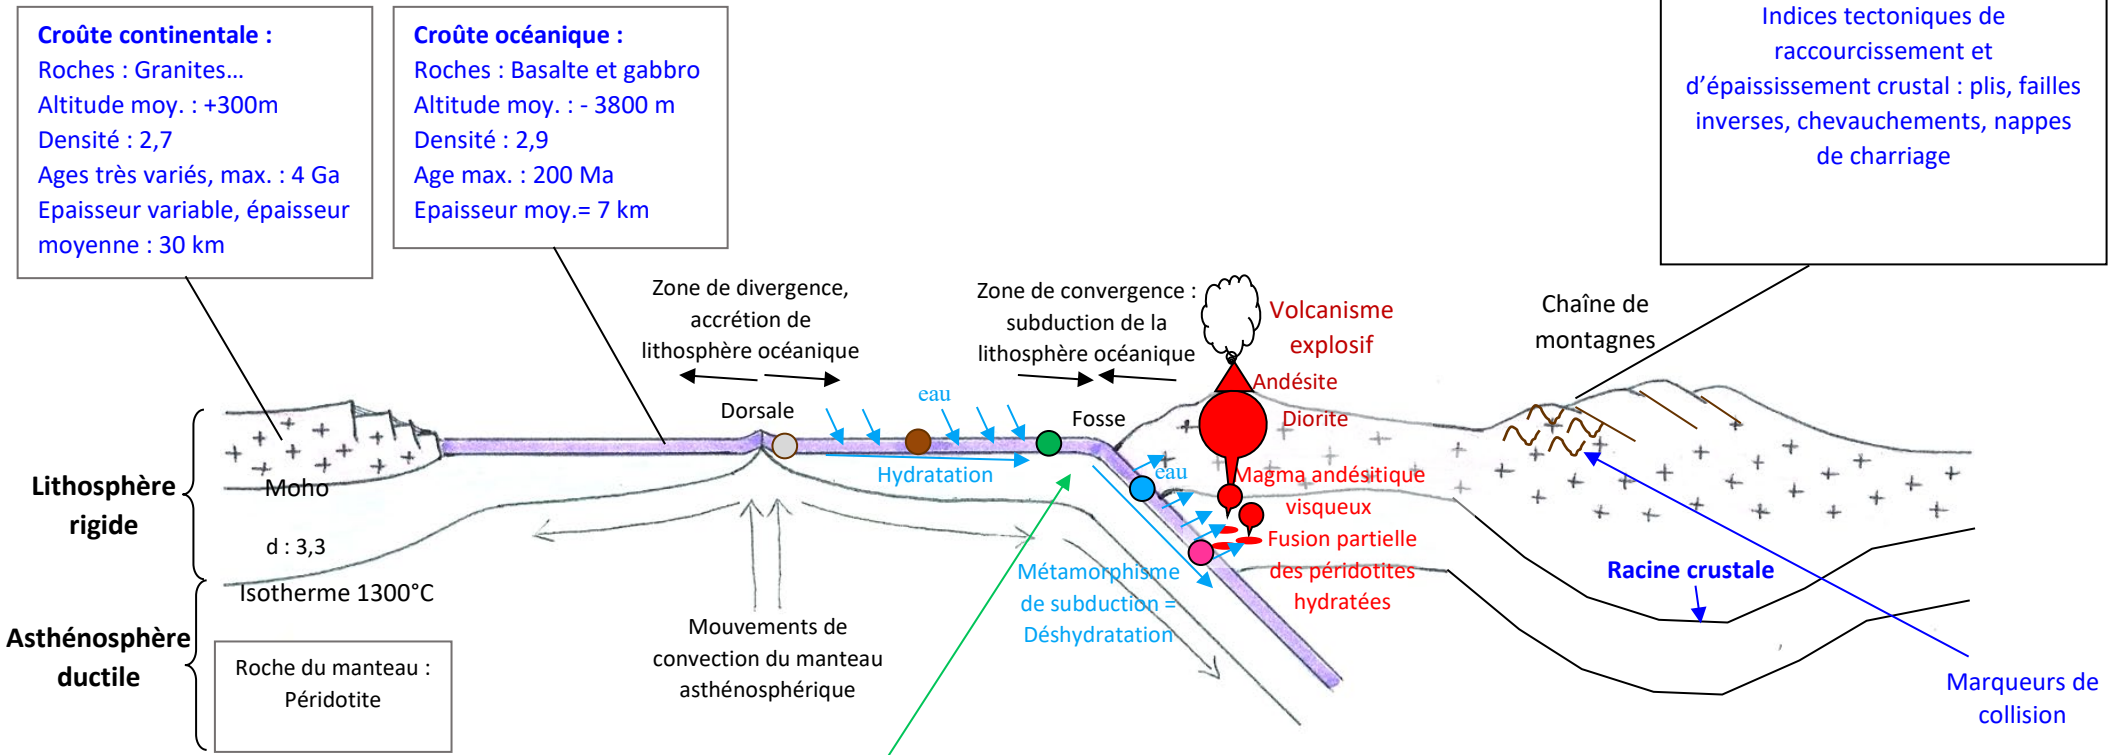 Croûte continentale :
Roches : Granites…
Altitude moy. : +300m
Densité : 2,7
Ages très variés, max. : 4 Ga
Epaisseur variable, épaisseur
moyenne : 30 km
Croûte océanique :
Roches : Basalte et gabbro
Altitude moy. : - 3800 m
Densité : 2,9
Age max. : 200 Ma
Epaisseur moy.= 7 km
Indices tectoniques de
raccourcissement et
d’épaississement crustal : plis, failles
inverses, chevauchements, nappes
de charriage
Zone de divergence,
accrétion de
lithosphère océanique
Zone de convergence :
subduction de la
lithosphère océanique
Volcanisme
explosif
Chaîne de
montagnes
Andésite
Diorite
Dorsale
eau
Fosse
Hydratation
eau
Magma andésitique
visqueux
Fusion partielle
des péridotites
hydratées
Lithosphère
rigide
Moho
d : 3,3
Isotherme 1300°C
Métamorphisme
de subduction =
Déshydratation
Racine crustale
Asthénosphère
ductile
Roche du manteau :
Péridotite
Mouvements de
convection du manteau
asthénosphérique
Marqueurs de
collision